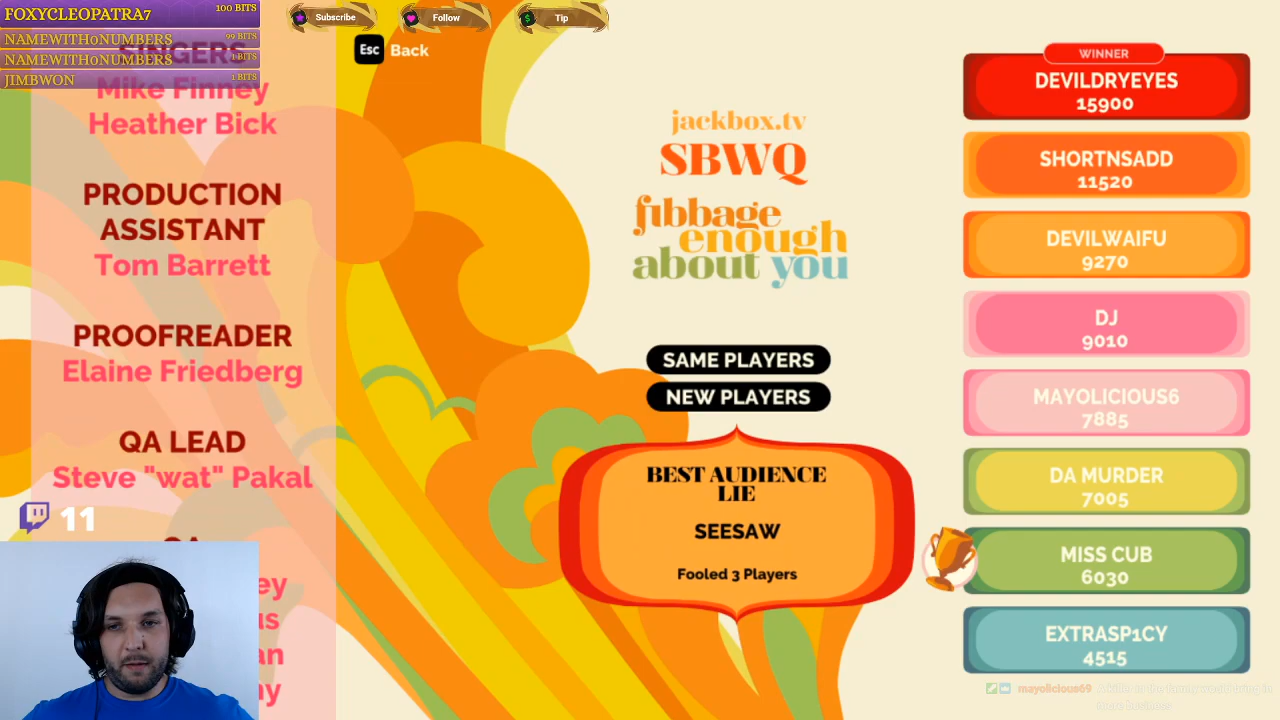 FOXYCLEOPATRA7 100 BITS
NAMEWITH0NUMBERS 99 BITS
NAMEWITH0NUMBERS 1 BITS
JIMBWON 1 BITS
Subscribe
Follow
Tip
Esc Back
SINGERS
Mike Finney
Heather Bick
PRODUCTION
ASSISTANT
Tom Barrett
PROOFREADER
Elaine Friedberg
QA LEAD
Steve "wat" Pakal
11
jackbox.tv
SBWQ
fibbage
enough
about you
SAME PLAYERS
NEW PLAYERS
BEST AUDIENCE
LIE
SEESAW
Fooled 3 Players
WINNER
DEVILDRYEYES
15900
SHORTNSADD
11520
DEVILWAIFU
9270
DJ
9010
MAYOLICIOUS6
7885
DA MURDER
7005
MISS CUB
6030
EXTRASP1CY
4515
mayolicious69